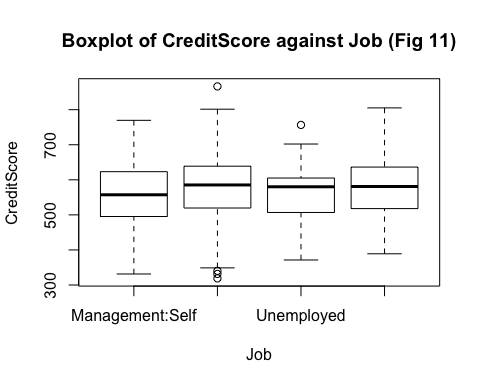 Boxplot of CreditScore against Job (Fig 11)
CreditScore
700
500
300
Management:Self
Unemployed
Job